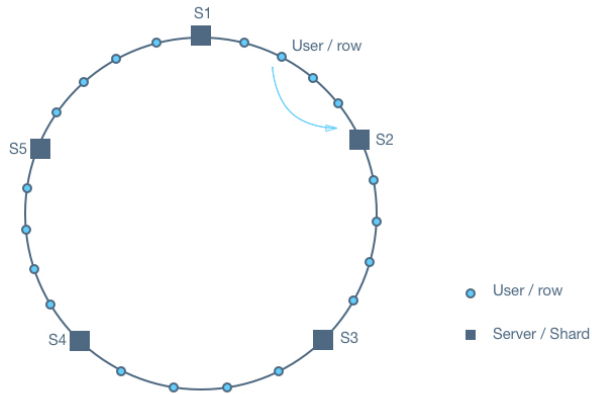 S1
User / row
S2
S5
S4
S3
User / row
Server / Shard